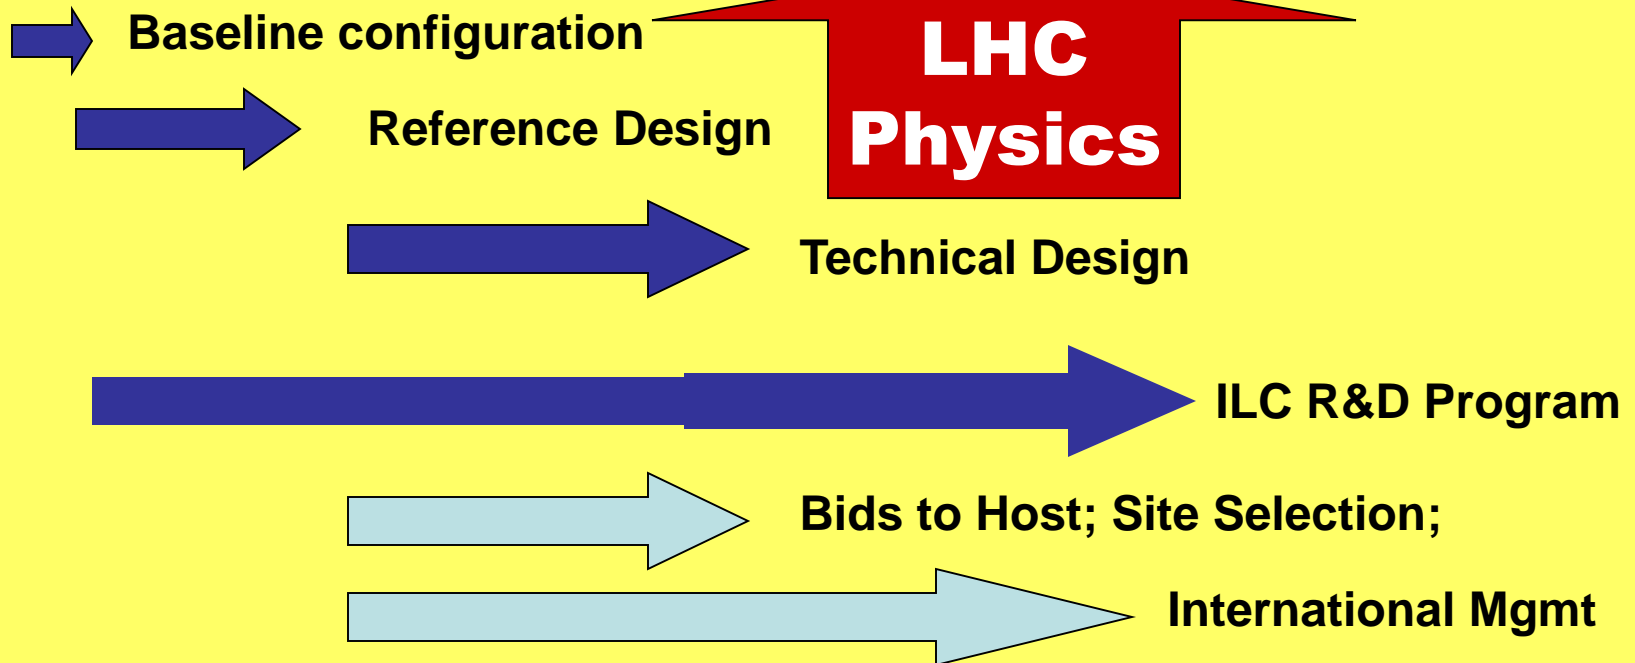 Baseline configuration
LHC
Physics
Reference Design
Technical Design
ILC R&D Program
Bids to Host; Site Selection;
International Mgmt